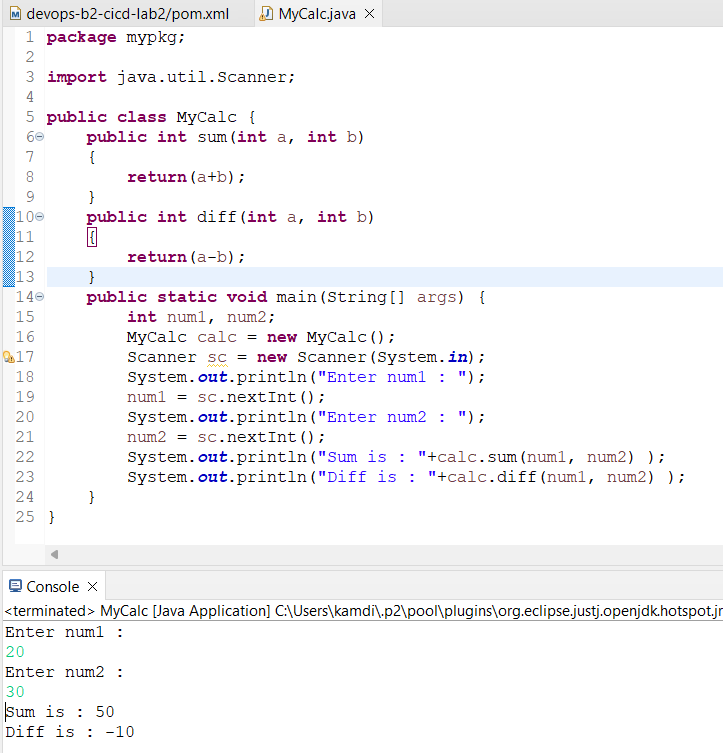 devops-b2-cicd-lab2/pom.xml MyCalc.java
1 package mypkg;
2
3 import java.util.Scanner;
4
5 public class MyCalc {
6 public int sum(int a, int b)
7 {
8 return(a+b);
9 }
10 public int diff(int a, int b)
11 {
12 return(a-b);
13 }
14 public static void main(String[] args) {
15 int num1, num2;
16 MyCalc calc = new MyCalc();
17 Scanner sc = new Scanner(System.in);
18 System.out.println("Enter num1 : ");
19 num1 = sc.nextInt();
20 System.out.println("Enter num2 : ");
21 num2 = sc.nextInt();
22 System.out.println("Sum is : "+calc.sum(num1, num2) );
23 System.out.println("Diff is : "+calc.diff(num1, num2) );
24 }
25 }
Console
<terminated> MyCalc [Java Application] C:\Users\kamdi\.p2\pool\plugins\org.eclipse.justj.openjdk.hotspot.jr
Enter num1 :
20
Enter num2 :
30
Sum is : 50
Diff is : -10